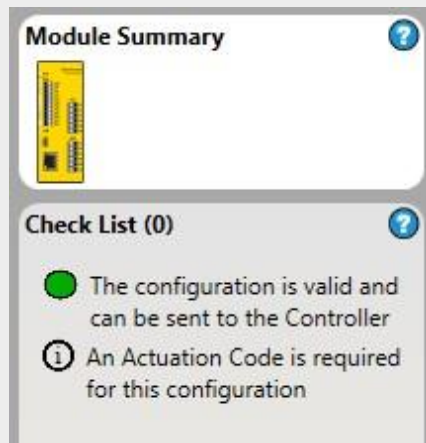 Module Summary
?
Check List (0)
?
The configuration is valid and
can be sent to the Controller
i
An Actuation Code is required
for this configuration